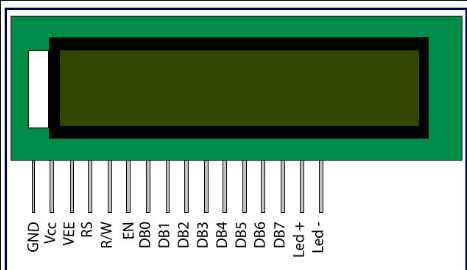 GND
Vcc
VEE
RS
R/W
EN
DB0
DB1
DB2
DB3
DB4
DB5
DB6
DB7
Led +
Led -